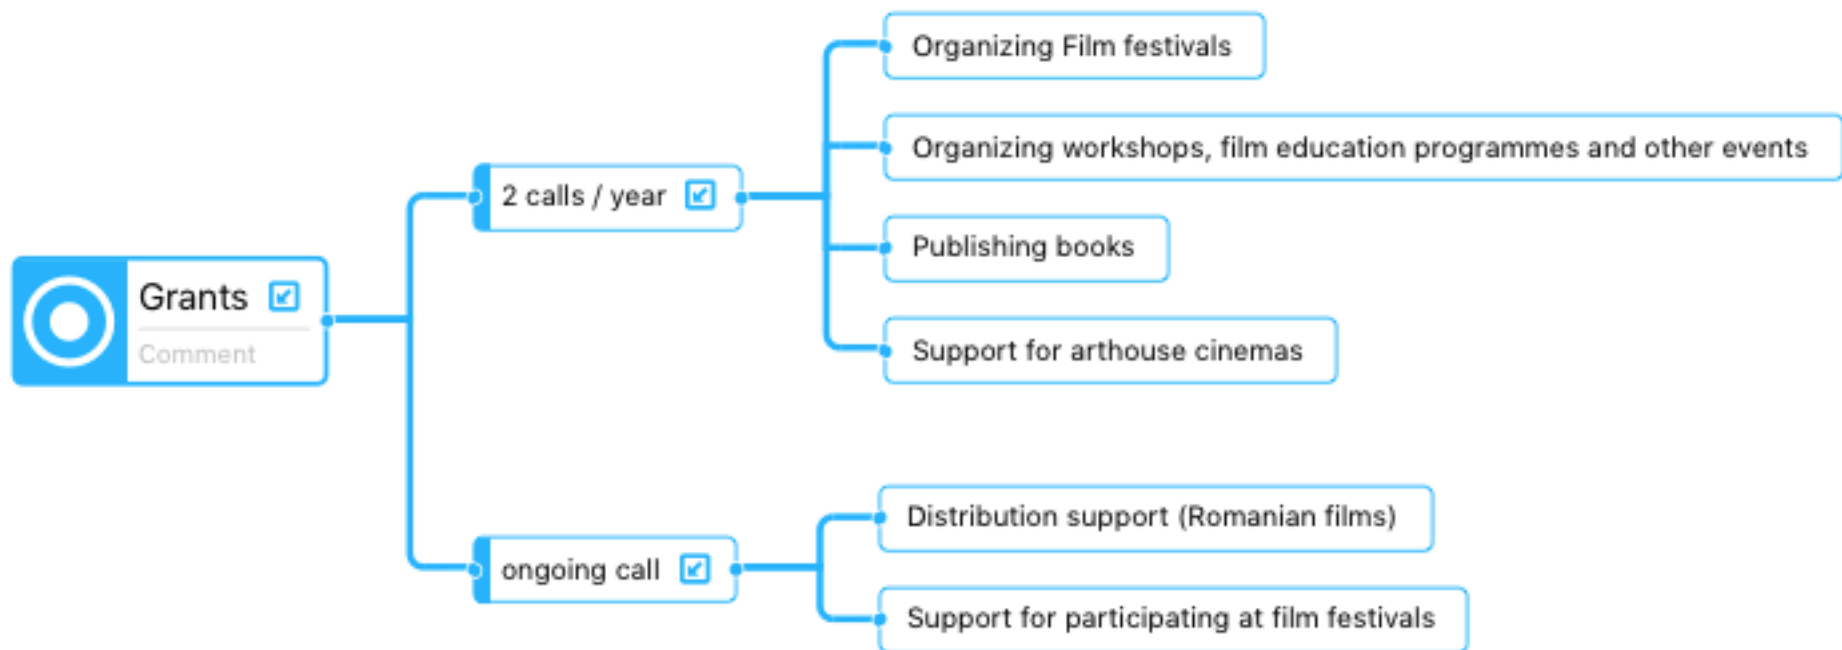 Organizing Film festivals
Organizing workshops, film education programmes and other events
2 calls / year
Publishing books
Grants
Comment
Support for arthouse cinemas
Distribution support (Romanian films)
ongoing call
Support for participating at film festivals